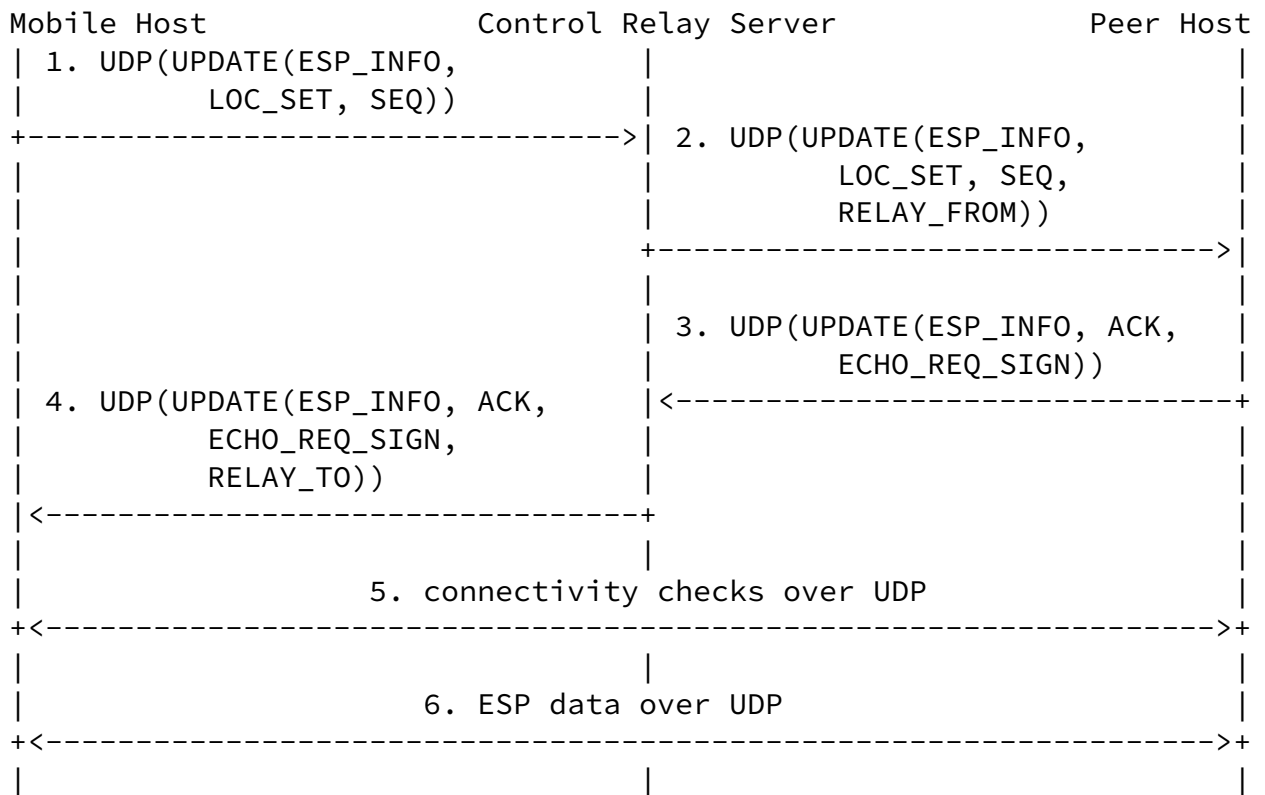 Mobile Host Control Relay Server Peer Host
1. UDP(UPDATE(ESP_INFO,
LOC_SET, SEQ))
2. UDP(UPDATE(ESP_INFO,
LOC_SET, SEQ,
RELAY_FROM))
3. UDP(UPDATE(ESP_INFO, ACK,
ECHO_REQ_SIGN))
4. UDP(UPDATE(ESP_INFO, ACK,
ECHO_REQ_SIGN,
RELAY_TO))
5. connectivity checks over UDP
6. ESP data over UDP